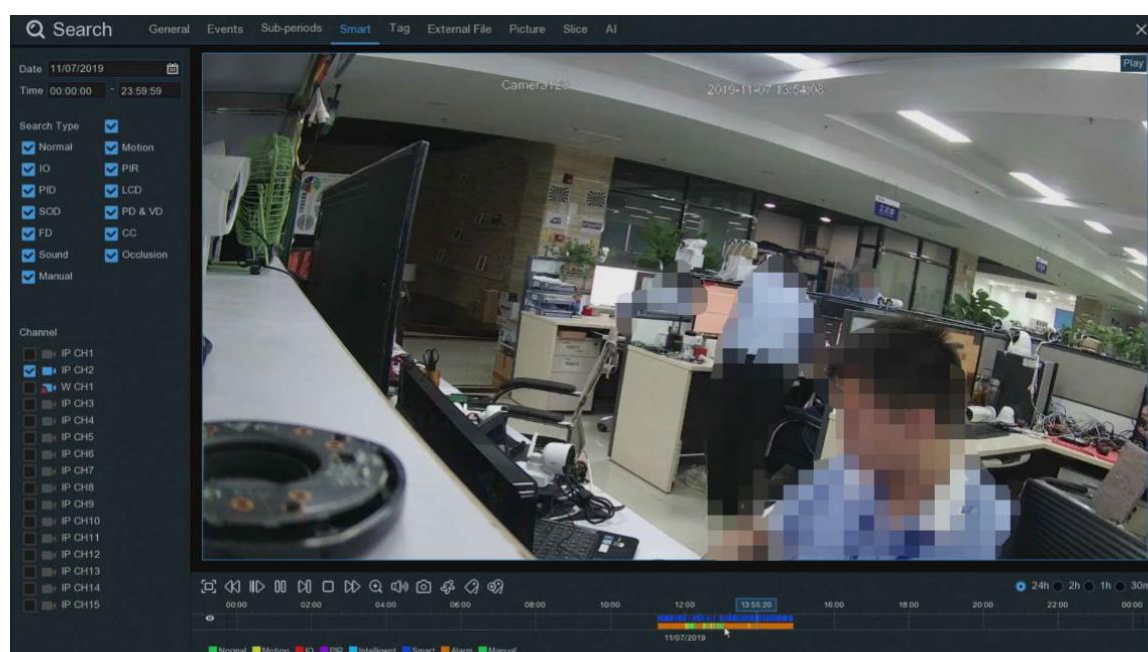 Search General Events Sub-periods Smart Tag External File Picture Slice AI
Date 11/07/2019
Time 00:00:00 - 23:59:59
Play
2019-11-07 13:54:08
Search Type
Normal Motion
IO PIR
PID LCD
SOD PD & VD
FD CC
Sound Occlusion
Manual
Channel
IP CH1
IP CH2
W CH1
IP CH3
IP CH4
IP CH5
IP CH6
IP CH7
IP CH8
IP CH9
IP CH10
IP CH11
IP CH12
IP CH13
IP CH14
IP CH15
24h 2h 1h 30m
00:00 02:00 04:00 06:00 08:00 10:00 12:00 13:55:20 16:00 18:00 20:00 22:00 00:00
11/07/2019
Normal Motion IO PIR Intelligent Smart Alarm Manual